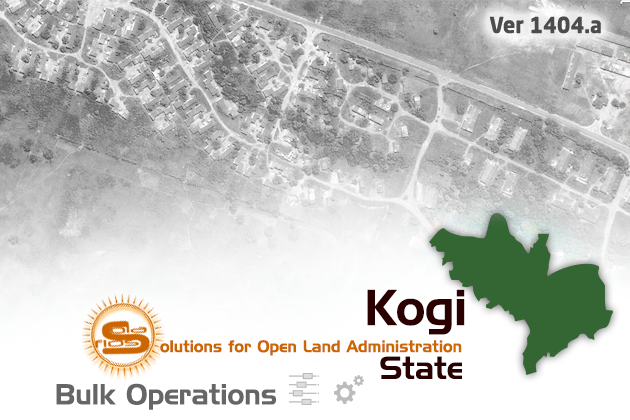 Ver 1404.a
Kogi
Solutions for Open Land Administration
State
Bulk Operations